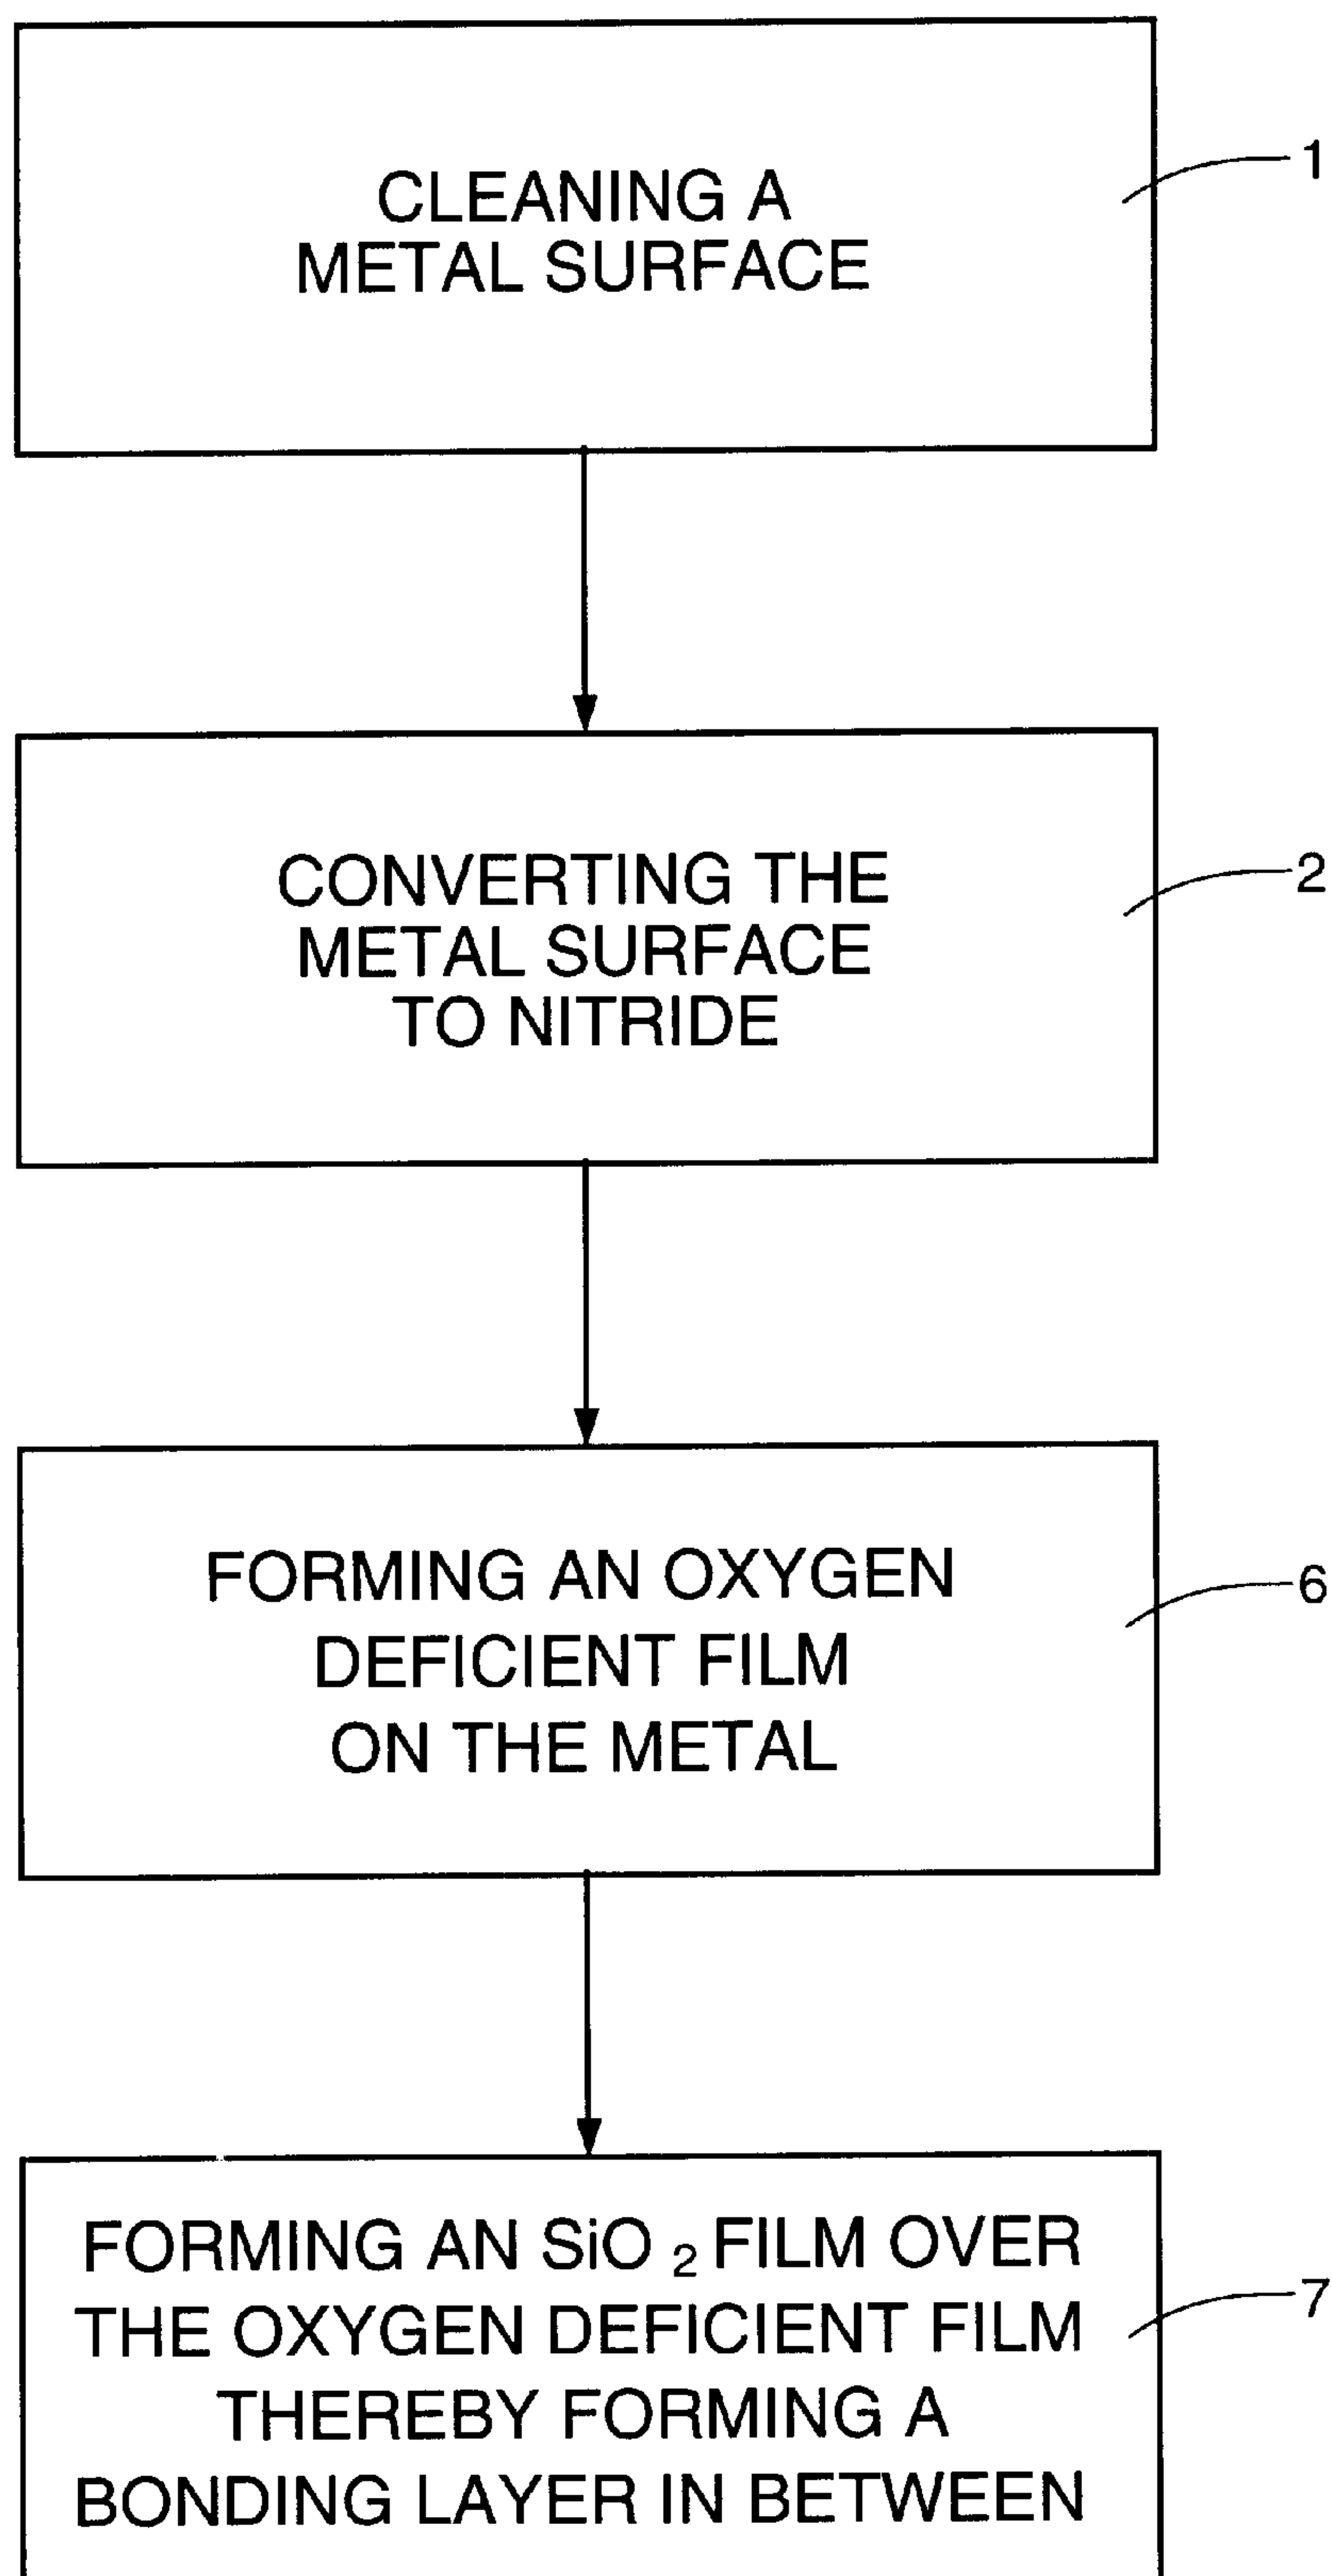 CLEANING A
METAL SURFACE
1
CONVERTING THE
METAL SURFACE
TO NITRIDE
2
FORMING AN OXYGEN
DEFICIENT FILM
ON THE METAL
6
FORMING AN SiO 2 FILM OVER
THE OXYGEN DEFICIENT FILM
THEREBY FORMING A
BONDING LAYER IN BETWEEN
7